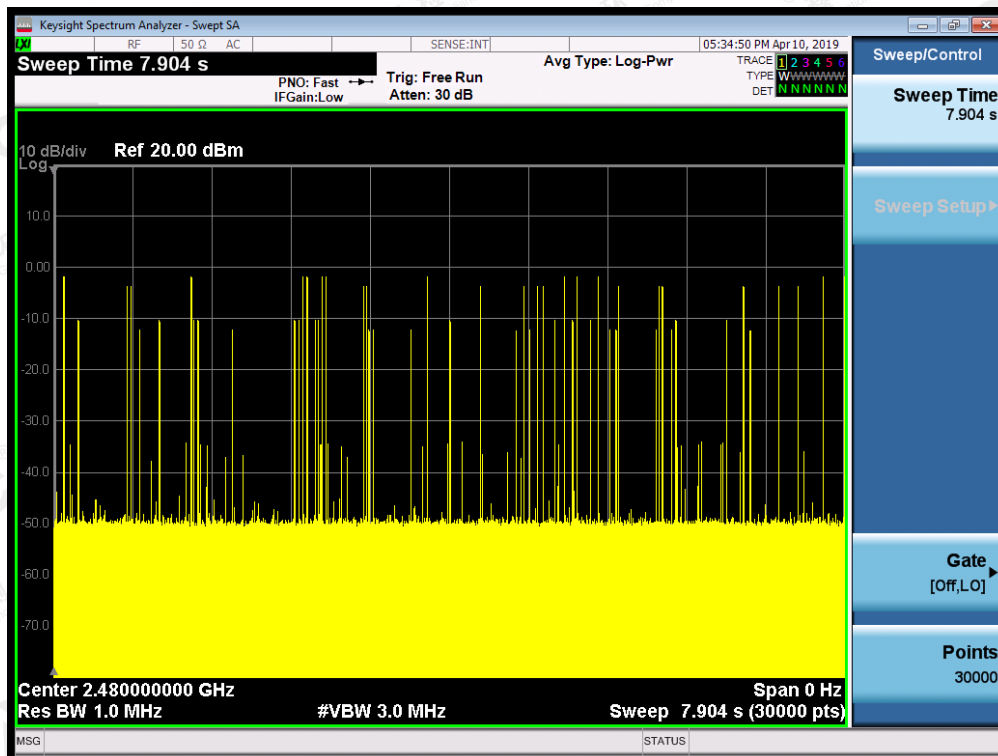 Keysight Spectrum Analyzer - Swept SA
LXI RF 50 Ω AC SENSE:INT 05:34:50 PM Apr 10, 2019
Sweep Time 7.904 s
PNO: Fast
IFGain:Low
Trig: Free Run
Atten: 30 dB
Avg Type: Log-Pwr
TRACE 1 2 3 4 5 6
TYPE W
DET N N N N N N
10 dB/div Ref 20.00 dBm
Log
10.0
0.00
-10.0
-20.0
-30.0
-40.0
-50.0
-60.0
-70.0
Center 2.480000000 GHz Span 0 Hz
Res BW 1.0 MHz #VBW 3.0 MHz Sweep 7.904 s (30000 pts)
MSG STATUS
Sweep/Control
Sweep Time
7.904 s
Sweep Setup
Gate
[Off,LO]
Points
30000